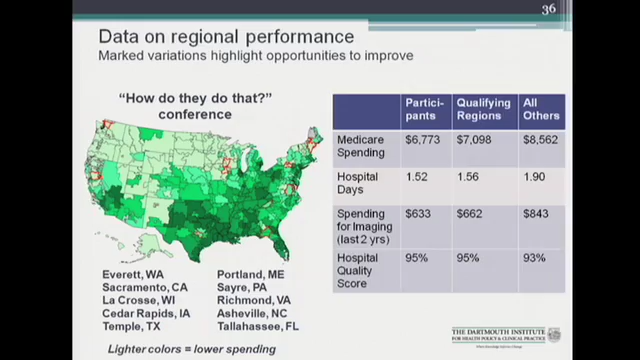 36
Data on regional performance
Marked variations highlight opportunities to improve
“How do they do that?”
conference
Partici-
pants
Qualifying
Regions
All
Others
Medicare
Spending
$6,773
$7,098
$8,562
Hospital
Days
1.52
1.56
1.90
Spending
for Imaging
(last 2 yrs)
$633
$662
$843
Hospital
Quality
Score
95%
95%
93%
Everett, WA
Sacramento, CA
La Crosse, WI
Cedar Rapids, IA
Temple, TX
Portland, ME
Sayre, PA
Richmond, VA
Asheville, NC
Tallahassee, FL
Lighter colors = lower spending
THE DARTMOUTH INSTITUTE
FOR HEALTH POLICY & CLINICAL PRACTICE